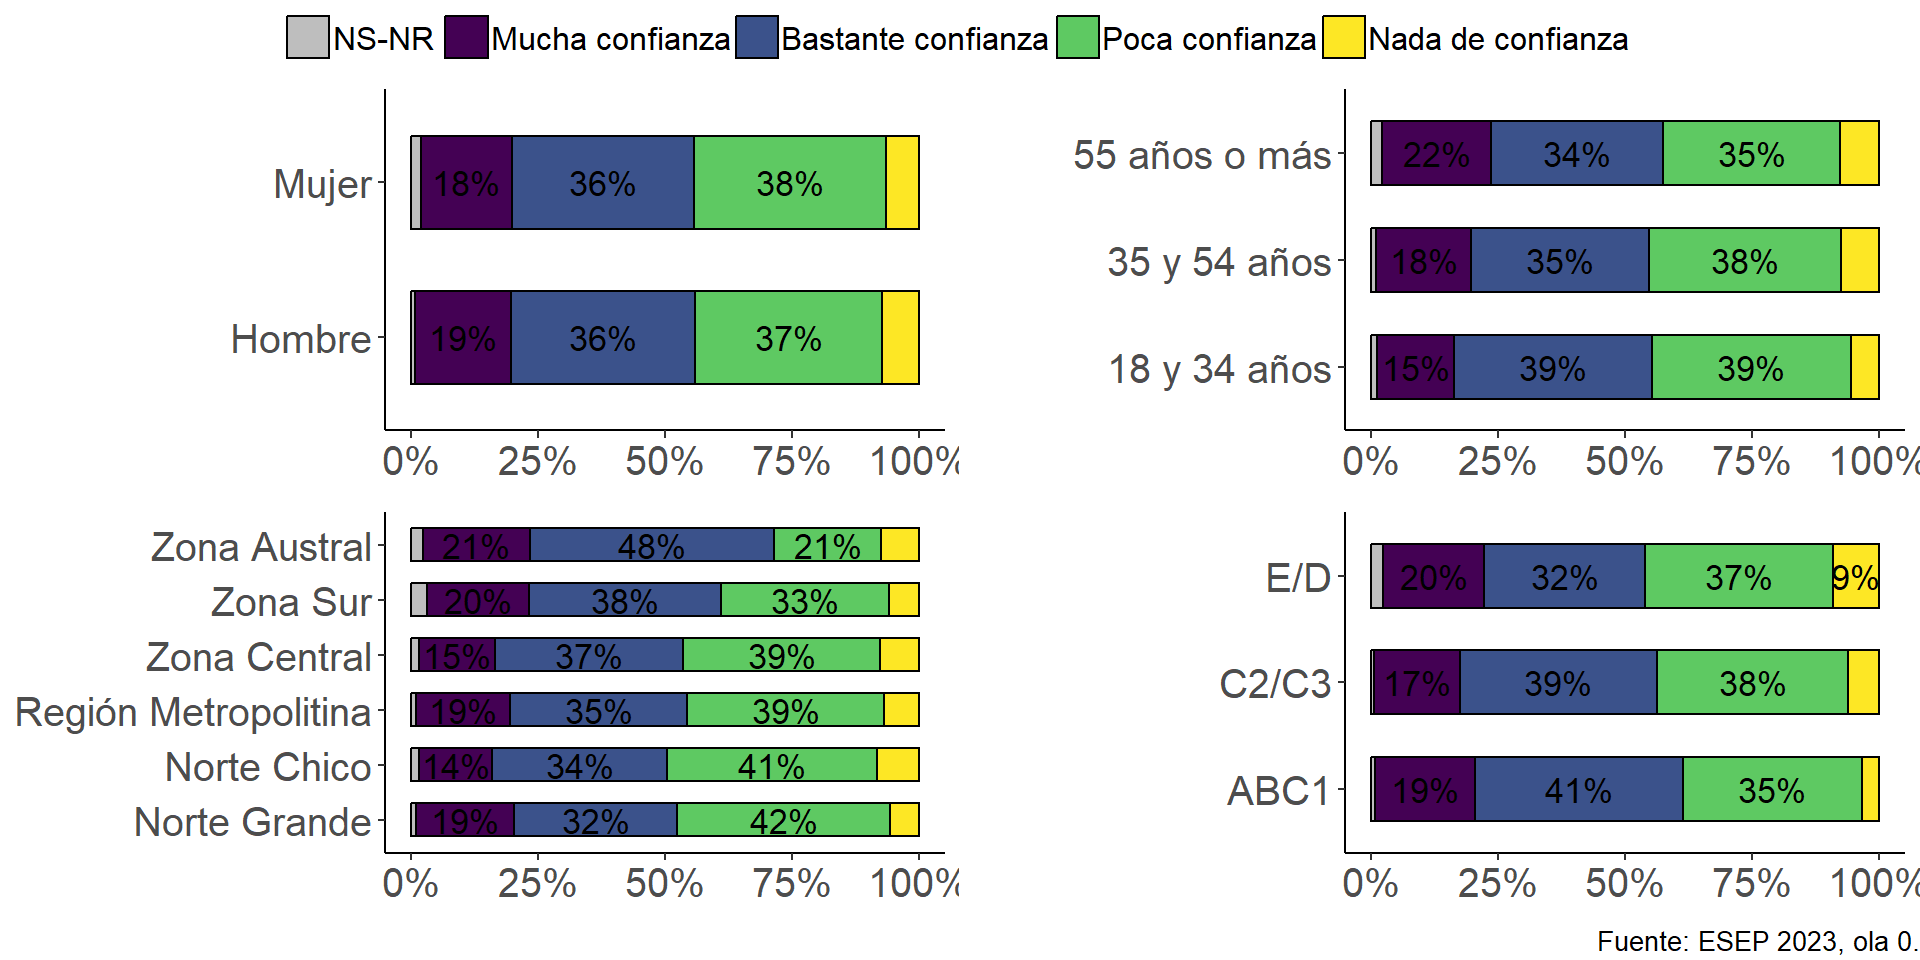 NS-NR Mucha confianza Bastante confianza Poca confianza Nada de confianza
Mujer 18% 36% 38%
Hombre 19% 36% 37%
0% 25% 50% 75% 100%
55 años o más 22% 34% 35%
35 y 54 años 18% 35% 38%
18 y 34 años 15% 39% 39%
0% 25% 50% 75% 100%
Zona Austral 21% 48% 21%
Zona Sur 20% 38% 33%
Zona Central 15% 37% 39%
Región Metropolitina 19% 35% 39%
Norte Chico 14% 34% 41%
Norte Grande 19% 32% 42%
0% 25% 50% 75% 100%
E/D 20% 32% 37% 9%
C2/C3 17% 39% 38%
ABC1 19% 41% 35%
0% 25% 50% 75% 100%
Fuente: ESEP 2023, ola 0.